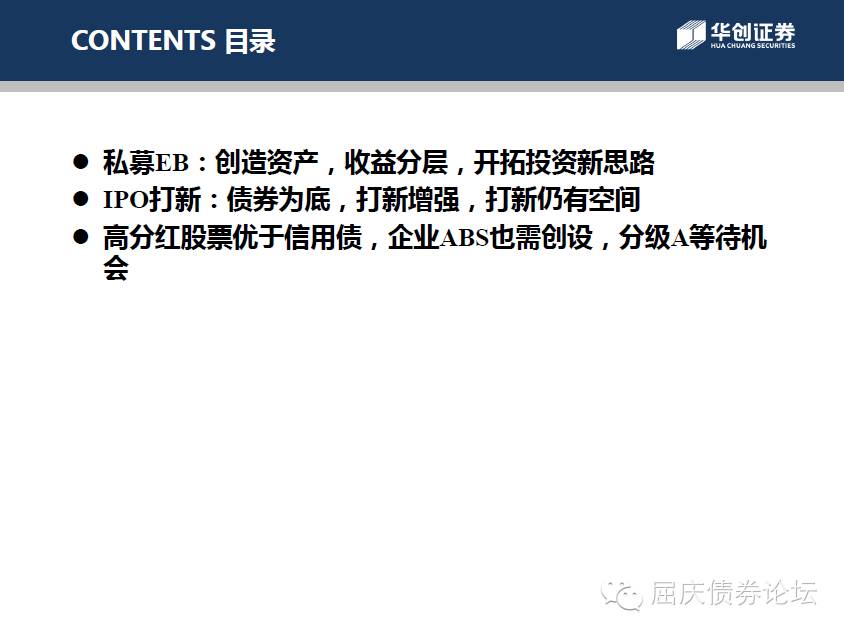 CONTENTS 目录
华创证券
HUA CHUANG SECURITIES
● 私募EB：创造资产，收益分层，开拓投资新思路
● IPO打新：债券为底，打新增强，打新仍有空间
● 高分红股票优于信用债，企业ABS也需创设，分级A等待机
会
屈庆债券论坛